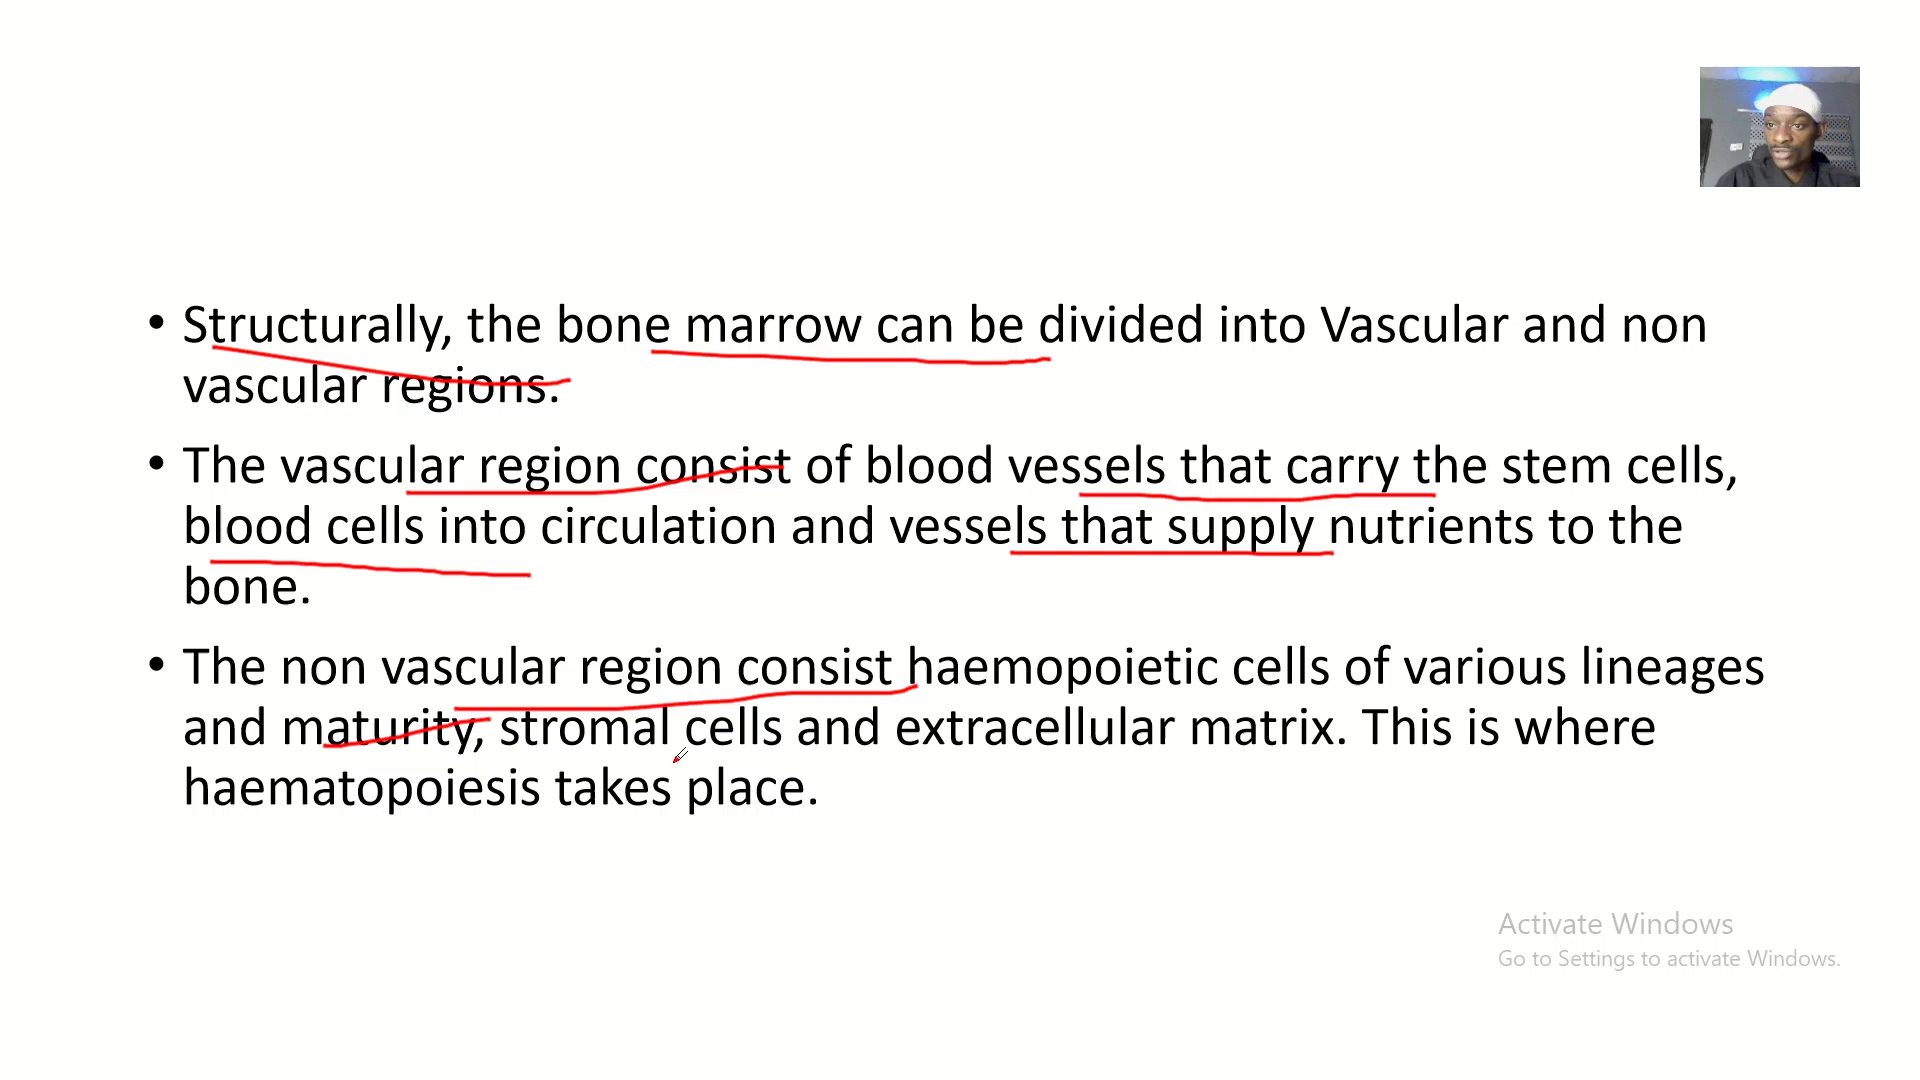 • Structurally, the bone marrow can be divided into Vascular and non
vascular regions.
• The vascular region consist of blood vessels that carry the stem cells,
blood cells into circulation and vessels that supply nutrients to the
bone.
• The non vascular region consist haemopoietic cells of various lineages
and maturity, stromal cells and extracellular matrix. This is where
haematopoiesis takes place.
Activate Windows
Go to Settings to activate Windows.